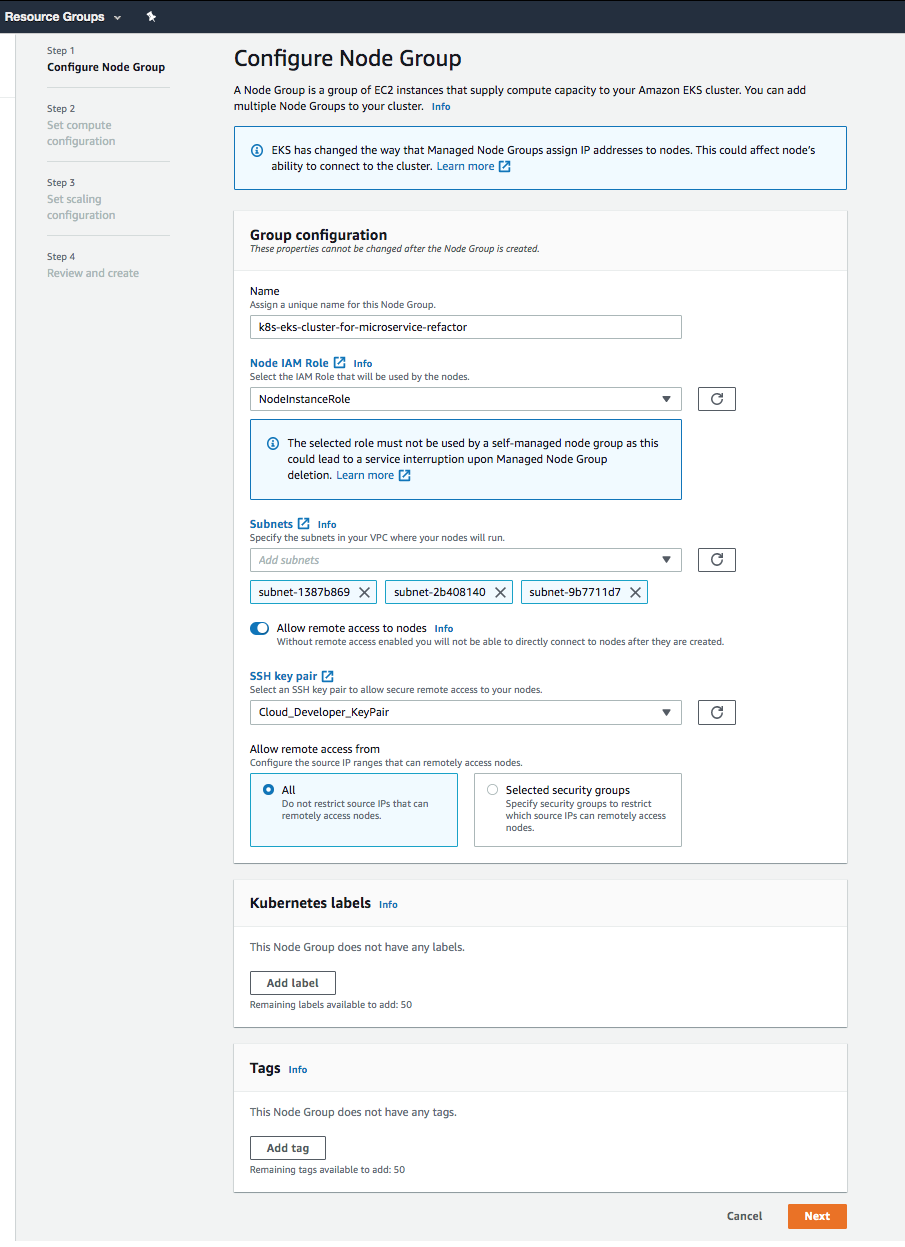 Resource Groups
Step 1
Configure Node Group
Step 2
Set compute
configuration
Step 3
Set scaling
configuration
Step 4
Review and create
Configure Node Group
A Node Group is a group of EC2 instances that supply compute capacity to your Amazon EKS cluster. You can add
multiple Node Groups to your cluster. Info
EKS has changed the way that Managed Node Groups assign IP addresses to nodes. This could affect node's
ability to connect to the cluster. Learn more
Group configuration
These properties cannot be changed after the Node Group is created.
Name
Assign a unique name for this Node Group.
k8s-eks-cluster-for-microservice-refactor
Node IAM Role Info
Select the IAM Role that will be used by the nodes.
NodeInstanceRole
The selected role must not be used by a self-managed node group as this
could lead to a service interruption upon Managed Node Group
deletion. Learn more
Subnets Info
Specify the subnets in your VPC where your nodes will run.
Add subnets
subnet-1387b869 subnet-2b408140 subnet-9b7711d7
Allow remote access to nodes Info
Without remote access enabled you will not be able to directly connect to nodes after they are created.
SSH key pair
Select an SSH key pair to allow secure remote access to your nodes.
Cloud_Developer_KeyPair
Allow remote access from
Configure the source IP ranges that can remotely access nodes.
All
Do not restrict source IPs that can
remotely access nodes.
Selected security groups
Specify security groups to restrict
which source IPs can remotely access
nodes.
Kubernetes labels Info
This Node Group does not have any labels.
Add label
Remaining labels available to add: 50
Tags Info
This Node Group does not have any tags.
Add tag
Remaining tags available to add: 50
Cancel Next